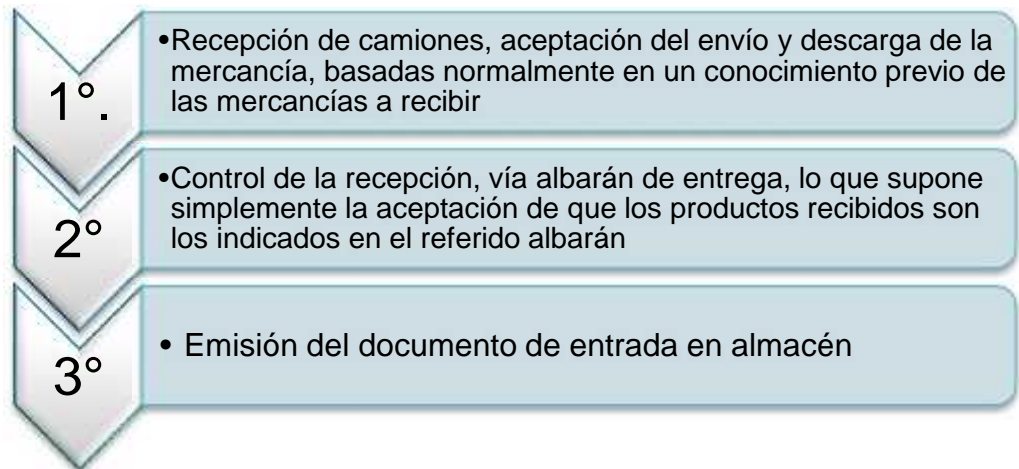 1°.
•Recepción de camiones, aceptación del envío y descarga de la
mercancía, basadas normalmente en un conocimiento previo de
las mercancías a recibir
2°
•Control de la recepción, vía albarán de entrega, lo que supone
simplemente la aceptación de que los productos recibidos son
los indicados en el referido albarán
3°
• Emisión del documento de entrada en almacén